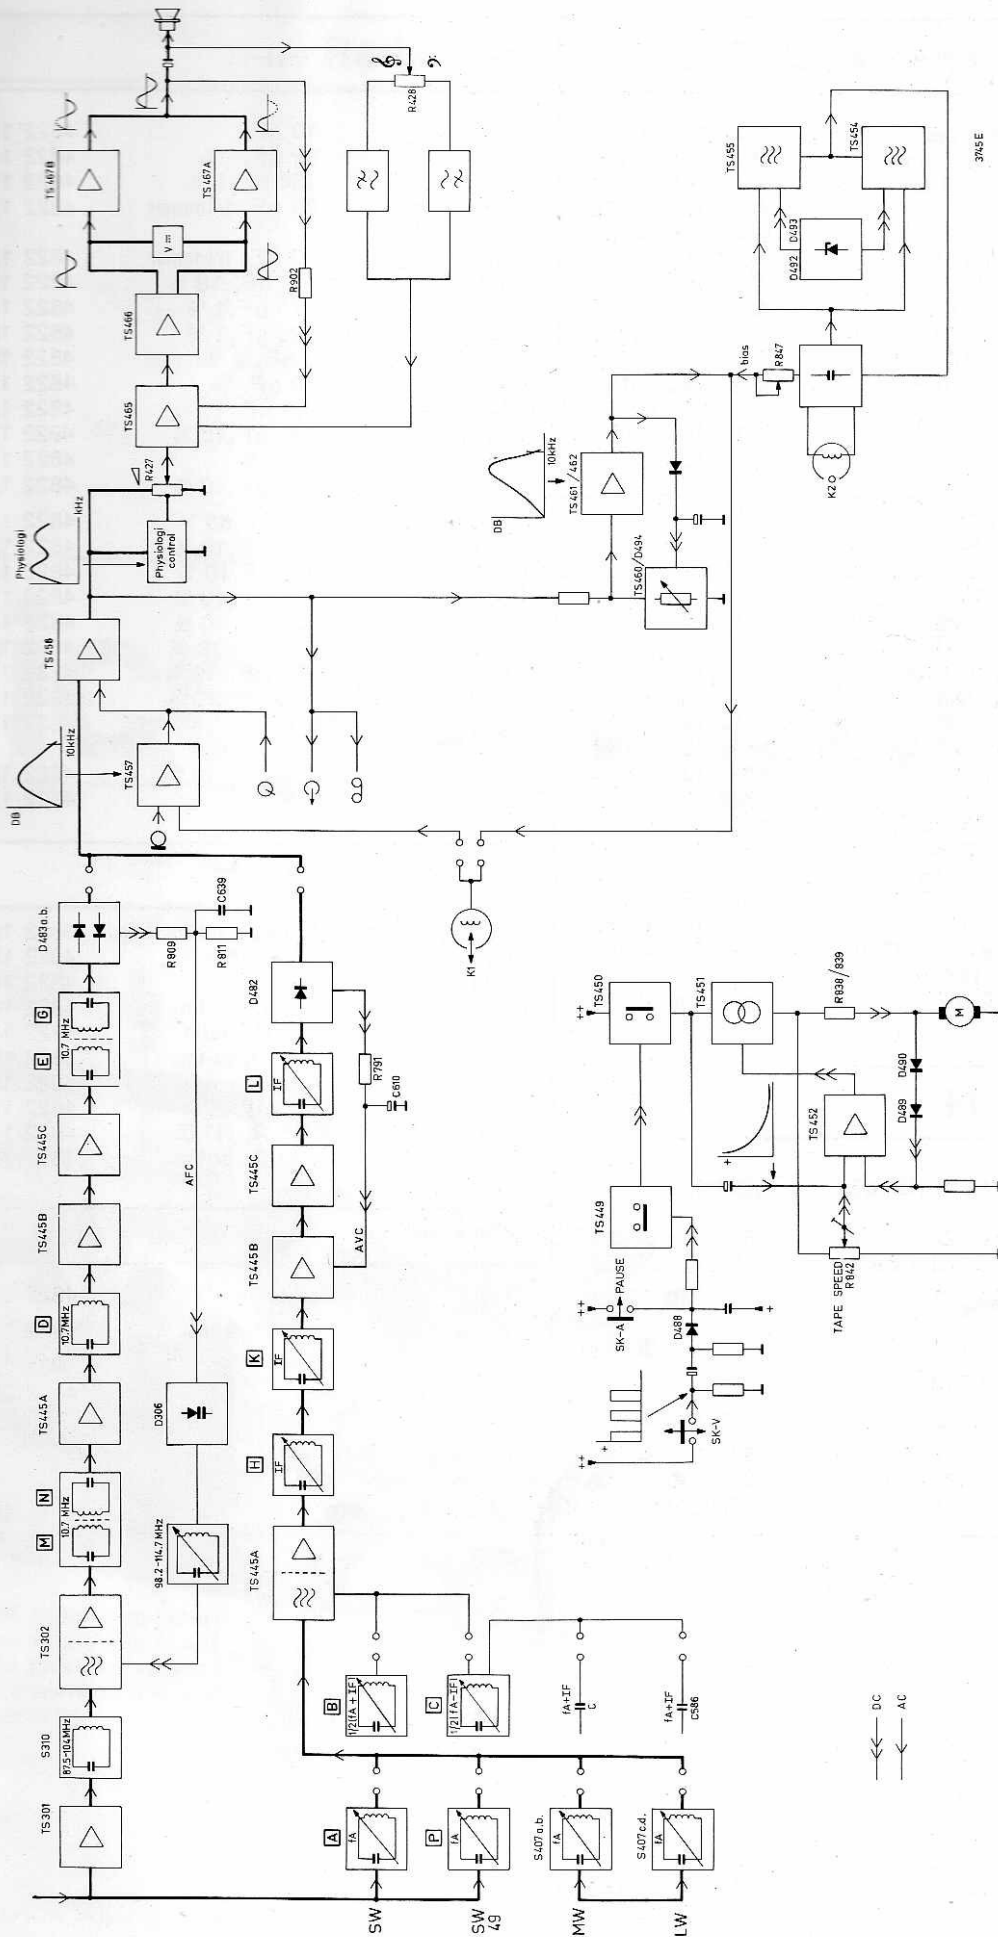 TS467B
TS467A
V
TS466
TS465
R902
R428
R427
Physiologi
control
Physiologi
kHz
TS458
DB
10kHz
TS457
DB
10kHz
TS461/462
TS460/D494
bias
R847
K2
TS455
TS454
D493
D492
3745E
D483a.b.
R809
R811
C639
G
E
10.7 MHz
TS445C
TS445B
D
10.7MHz
TS445A
AFC
D306
N
M
10.7 MHz
98.2-114.7MHz
TS302
S310
87.5-104MHz
TS301
D482
R791
C610
L
IF
TS445C
TS445B
AVC
K
IF
H
IF
TS445A
B
1/2(fA+IF)
C
1/2(fA-IF)
fA+IF
C
fA+IF
C586
A
fA
P
fA
S407a.b.
fA
S407c.d.
fA
SW
SW
49
MW
LW
K1
++
TS450
TS451
R838/839
M
D490
D489
TS452
+
TS449
TAPE SPEED
R842
++
PAUSE
SK-A
D488
+
+
++
SK-V
DC
AC